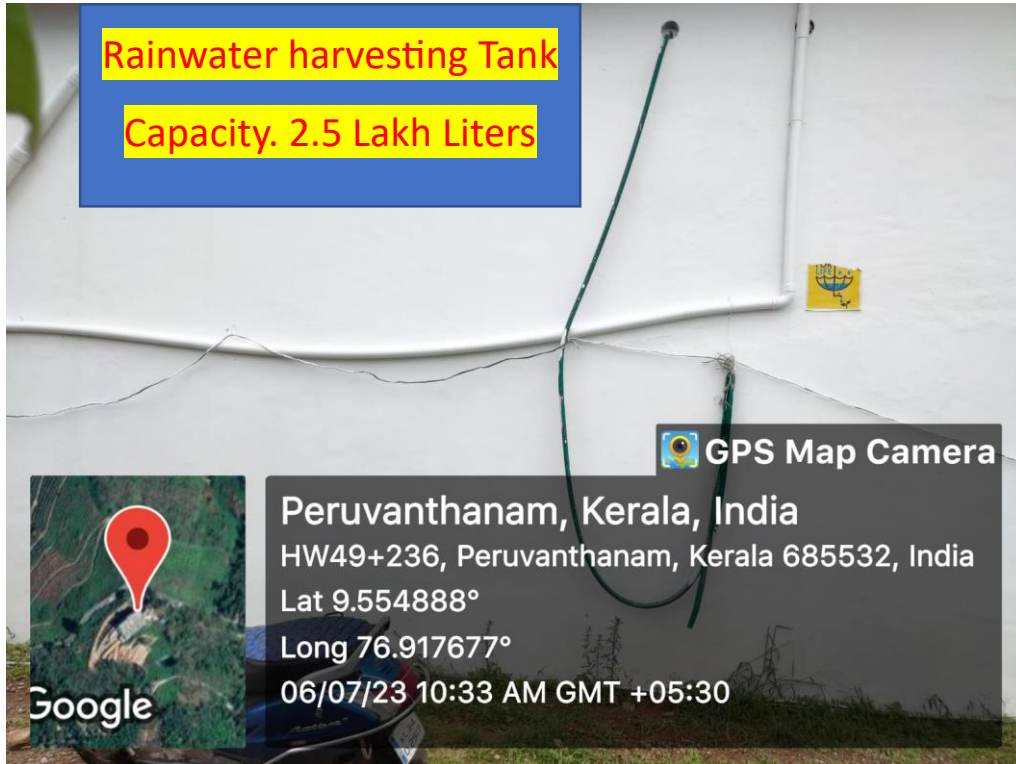 Rainwater harvesting Tank
Capacity. 2.5 Lakh Liters
GPS Map Camera
Peruvanthanam, Kerala, India
HW49+236, Peruvanthanam, Kerala 685532, India
Lat 9.554888°
Long 76.917677°
06/07/23 10:33 AM GMT +05:30
Google